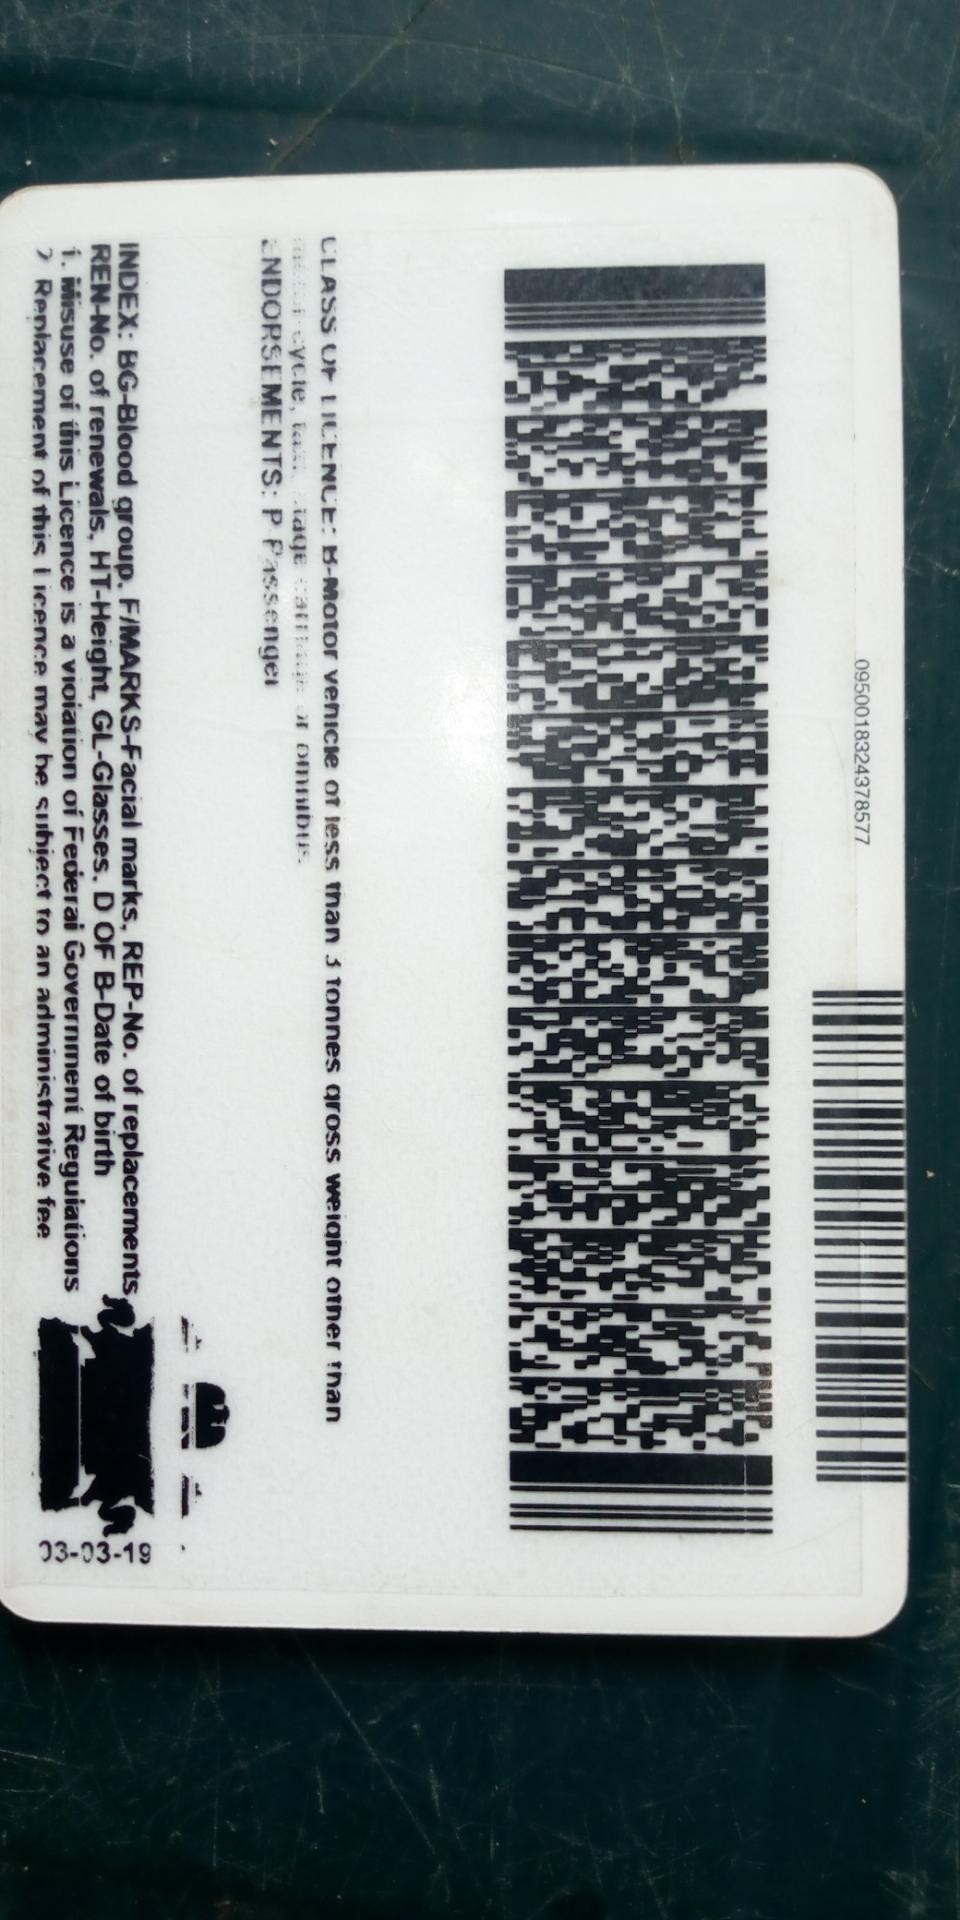 0950018324378577
CLASS OF LICENCE: B-Motor vehicle of less than 3 tonnes gross weight other than
cycle, taxi, stage carriage or omnibus.
ENDORSEMENTS: P-Passenger
INDEX: BG-Blood group, F/MARKS-Facial marks, REP-No. of replacements
REN-No. of renewals, HT-Height, GL-Glasses, D OF B-Date of birth
1. Misuse of this Licence is a violation of Federal Government Regulations
2 Replacement of this Licence may be subject to an administrative fee
03-03-19